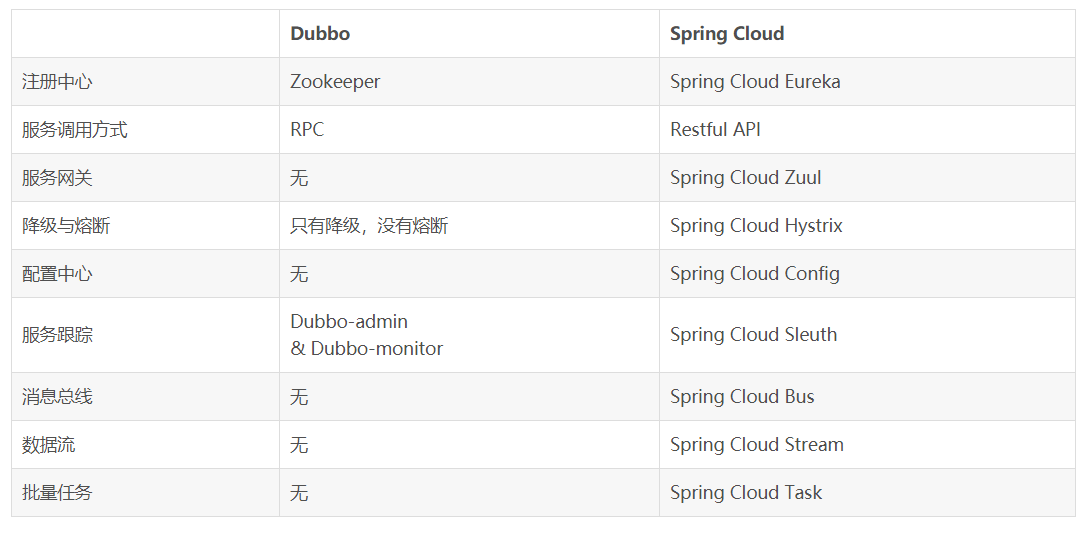 Dubbo Spring Cloud
注册中心 Zookeeper Spring Cloud Eureka
服务调用方式 RPC Restful API
服务网关 无 Spring Cloud Zuul
降级与熔断 只有降级，没有熔断 Spring Cloud Hystrix
配置中心 无 Spring Cloud Config
服务跟踪 Dubbo-admin
& Dubbo-monitor Spring Cloud Sleuth
消息总线 无 Spring Cloud Bus
数据流 无 Spring Cloud Stream
批量任务 无 Spring Cloud Task